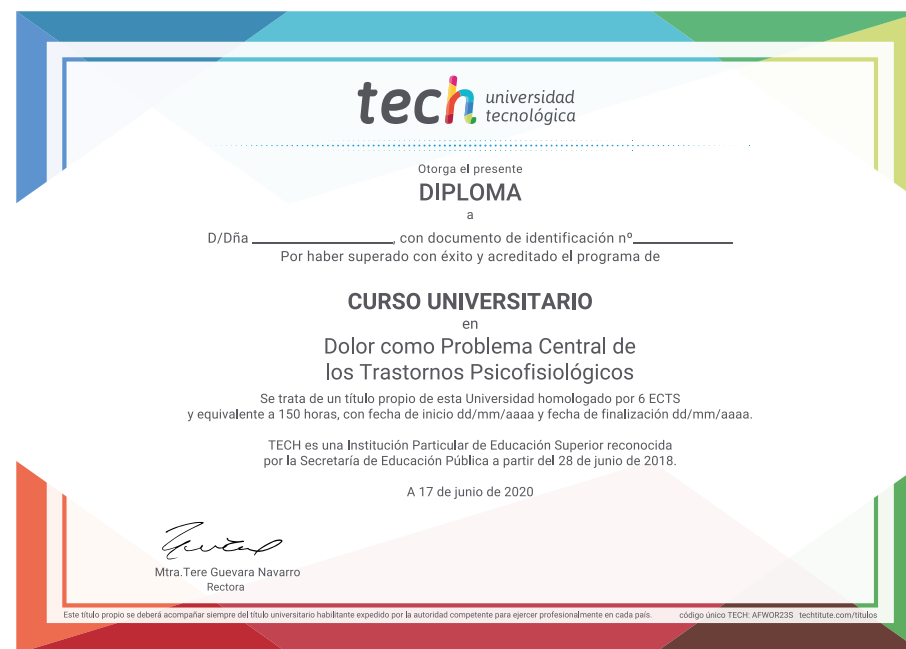 tech universidad
tecnológica
Otorga el presente
DIPLOMA
a
D/Dña ________________, con documento de identificación nº____________
Por haber superado con éxito y acreditado el programa de
CURSO UNIVERSITARIO
en
Dolor como Problema Central de
los Trastornos Psicofisiológicos
Se trata de un título propio de esta Universidad homologado por 6 ECTS
y equivalente a 150 horas, con fecha de inicio dd/mm/aaaa y fecha de finalización dd/mm/aaaa.
TECH es una Institución Particular de Educación Superior reconocida
por la Secretaría de Educación Pública a partir del 28 de junio de 2018.
A 17 de junio de 2020
Mtra.Tere Guevara Navarro
Rectora
Este título propio se deberá acompañar siempre del título universitario habilitante expedido por la autoridad competente para ejercer profesionalmente en cada país. código único TECH: AFWOR23S techtitute.com/titulos